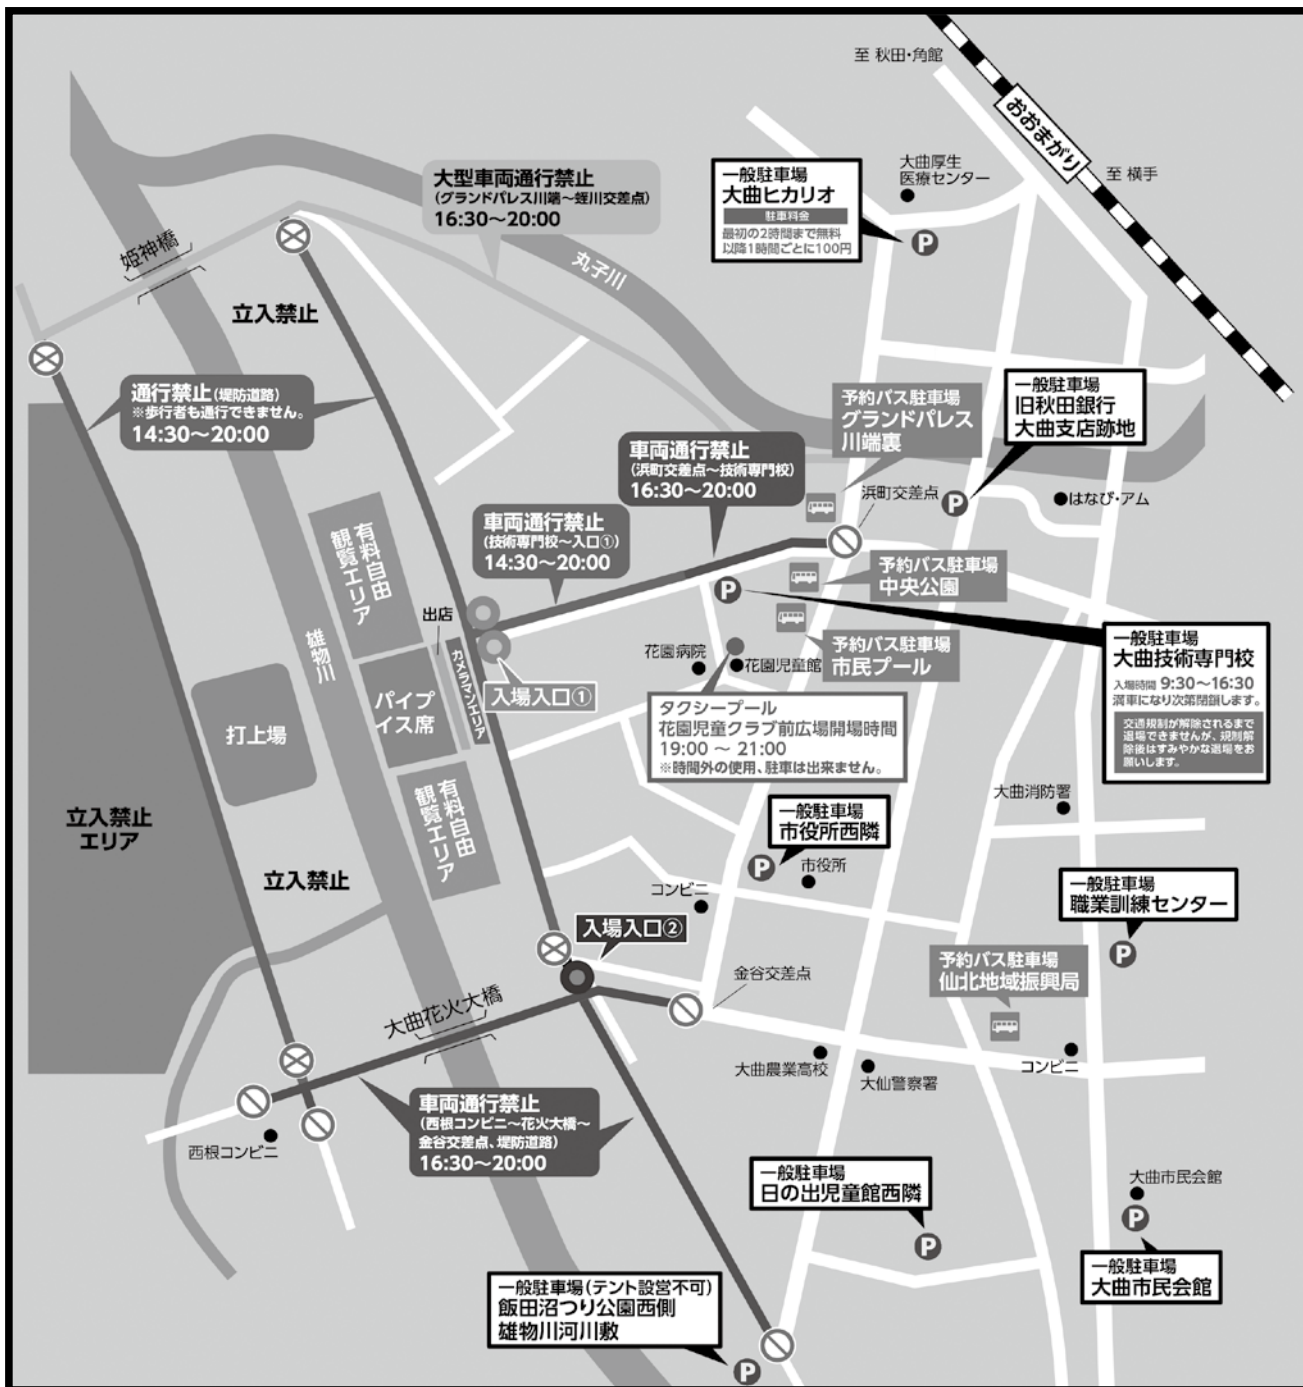 至 秋田・角館
おおまがり
至 横手
大曲厚生
医療センター
一般駐車場
大曲ヒカリオ
駐車料金
最初の2時間まで無料
以降1時間ごとに100円
大型車両通行禁止
(グランドパレス川端～蛭川交差点)
16:30～20:00
姫神橋
丸子川
立入禁止
通行禁止(堤防道路)
※歩行者も通行できません。
14:30～20:00
予約バス駐車場
グランドパレス
川端裏
一般駐車場
旧秋田銀行
大曲支店跡地
車両通行禁止
(浜町交差点～技術専門校)
16:30～20:00
浜町交差点
P
はなび・アム
車両通行禁止
(技術専門校～入口①)
14:30～20:00
有料自由
観覧エリア
予約バス駐車場
中央公園
P
出店
雄物川
カメラマンエリア
入場入口①
花園病院
花園児童館
予約バス駐車場
市民プール
一般駐車場
大曲技術専門校
入場時間 9:30～16:30
満車になり次第閉鎖します。
交通規制が解除されるまで
退場できませんが、規制解
除後はすみやかな退場をお
願いします。
パイプ
イス席
打上場
タクシープール
花園児童クラブ前広場開場時間
19:00 ～ 21:00
※時間外の使用、駐車は出来ません。
有料自由
観覧エリア
大曲消防署
立入禁止
エリア
一般駐車場
市役所西隣
P
市役所
立入禁止
コンビニ
一般駐車場
職業訓練センター
P
入場入口②
金谷交差点
予約バス駐車場
仙北地域振興局
大曲花火大橋
大曲農業高校
大仙警察署
コンビニ
車両通行禁止
(西根コンビニ～花火大橋～
金谷交差点、堤防道路)
16:30～20:00
西根コンビニ
一般駐車場
日の出児童館西隣
P
大曲市民会館
P
一般駐車場
大曲市民会館
一般駐車場(テント設営不可)
飯田沼つり公園西側
雄物川河川敷
P
P